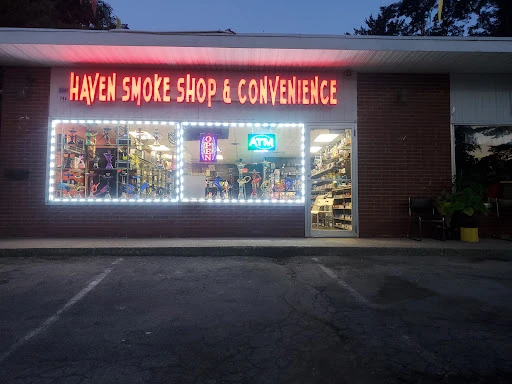 HAVEN SMOKE SHOP & CONVENIENCE
OPEN
ATM